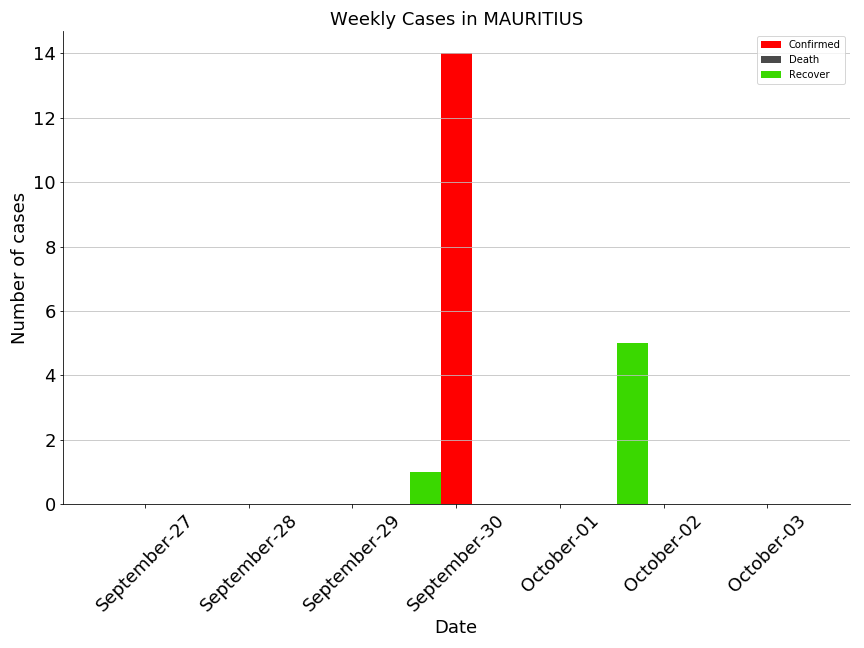 Weekly Cases in MAURITIUS
Confirmed
Death
Recover
14
12
10
8
6
4
2
0
Number of cases
September-27
September-28
September-29
September-30
October-01
October-02
October-03
Date